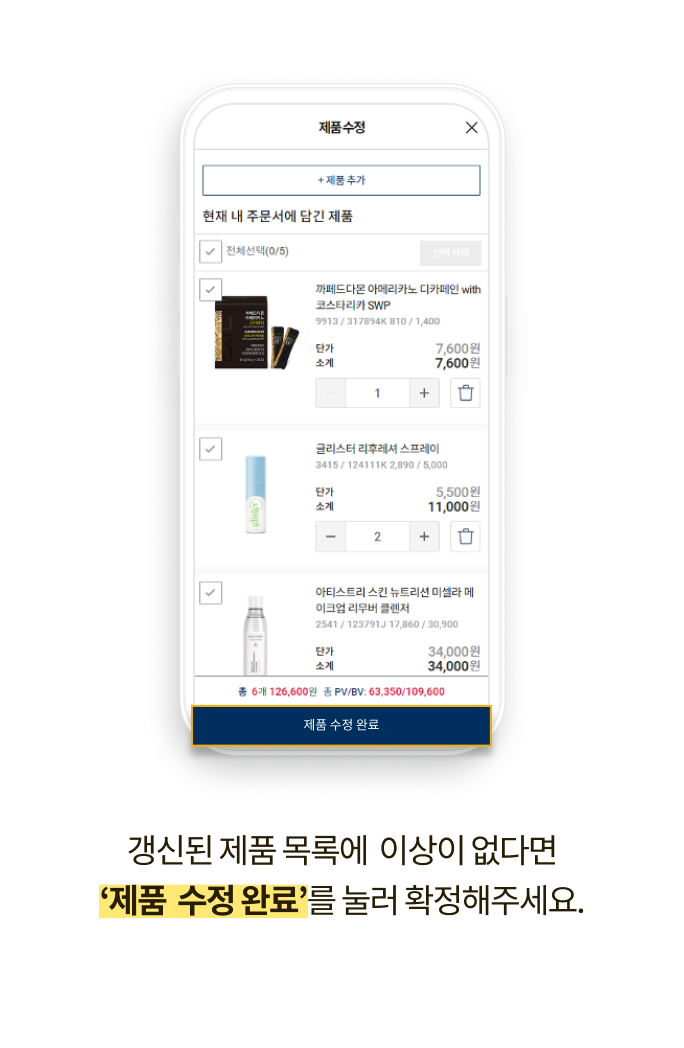 제품수정
+ 제품 추가
현재 내 주문서에 담긴 제품
전체선택(0/5)
선택 삭제
까페드다몬 아메리카노 디카페인 with
코스타리카 SWP
9913 / 317894K 810 / 1,400
단가 7,600원
소계 7,600원
1
글리스터 리후레셔 스프레이
3415 / 124111K 2,890 / 5,000
단가 5,500원
소계 11,000원
2
glister
아티스트리 스킨 뉴트리션 미셀라 메
이크업 리무버 클렌저
2541 / 123791J 17,860 / 30,900
단가 34,000원
소계 34,000원
총 6개 126,600원 총 PV/BV: 63,350/109,600
제품 수정 완료
갱신된 제품 목록에 이상이 없다면
‘제품 수정 완료’를 눌러 확정해주세요.